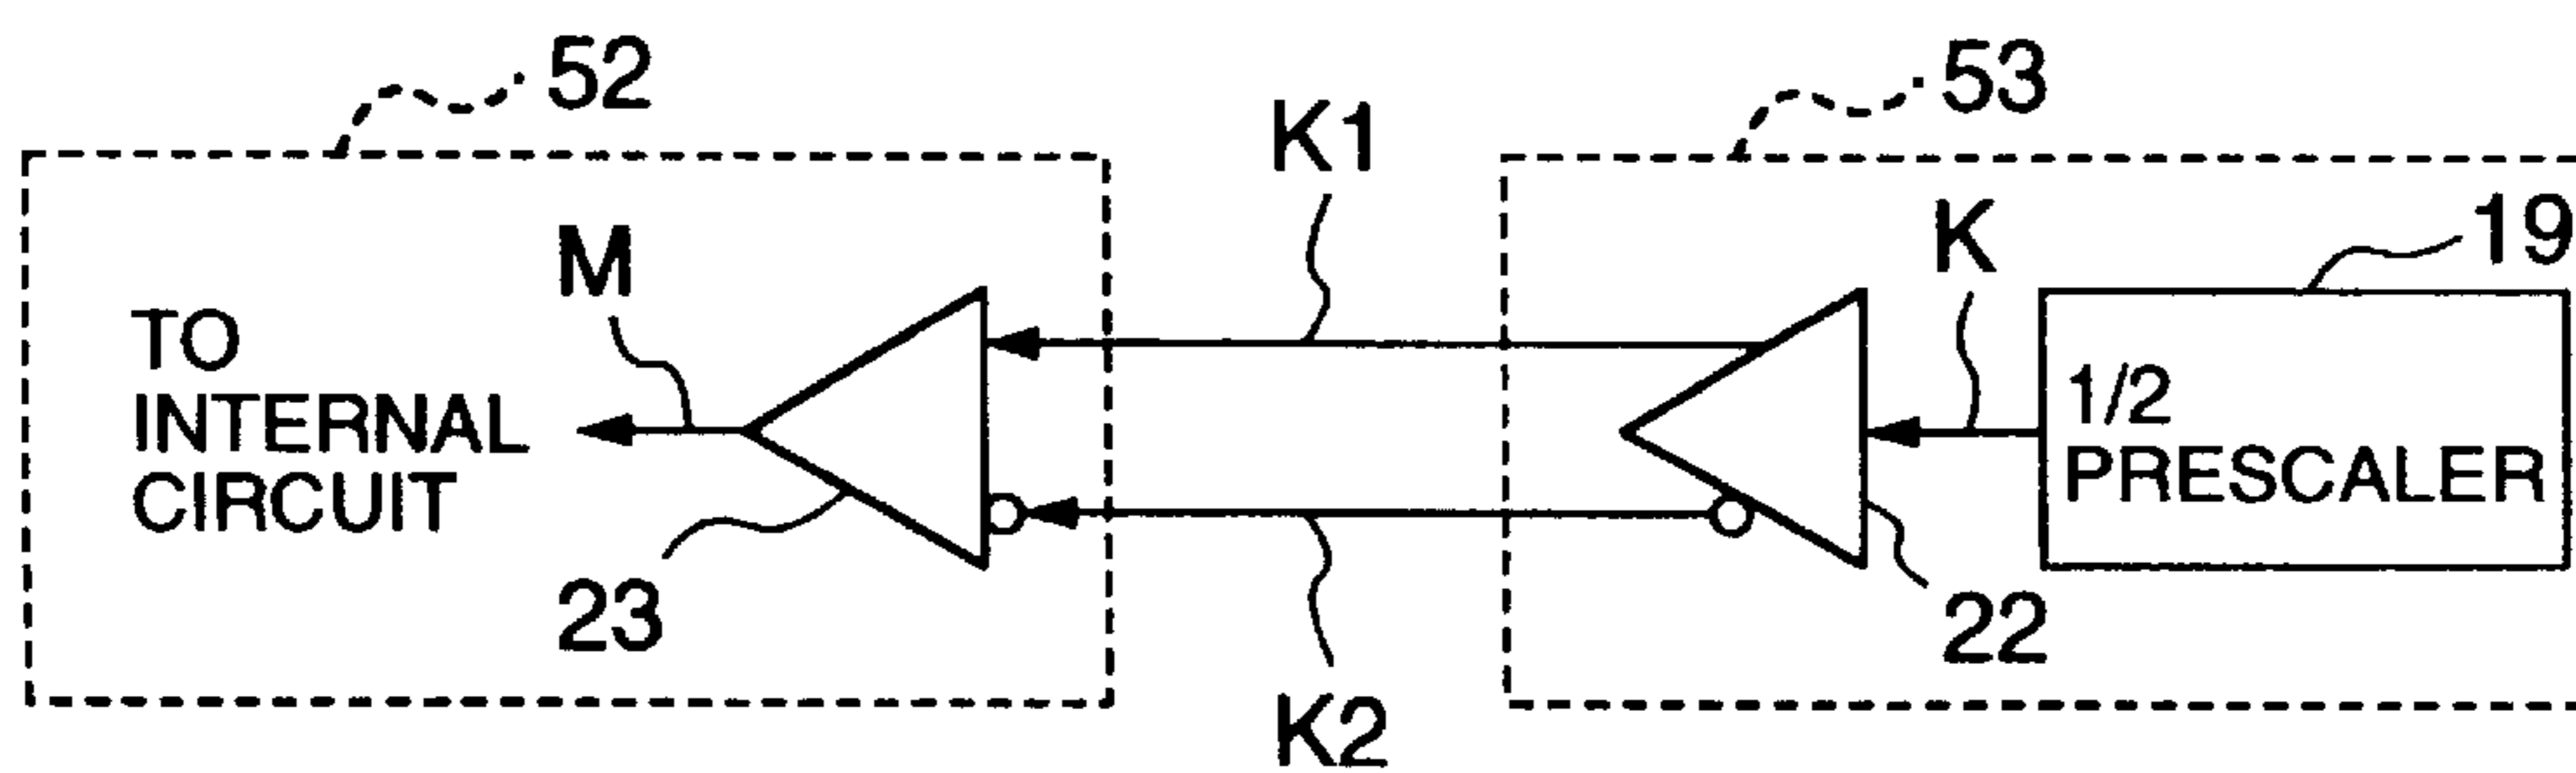 52
53
K1
K
19
M
TO
INTERNAL
CIRCUIT
1/2
PRESCALER
23
22
K2